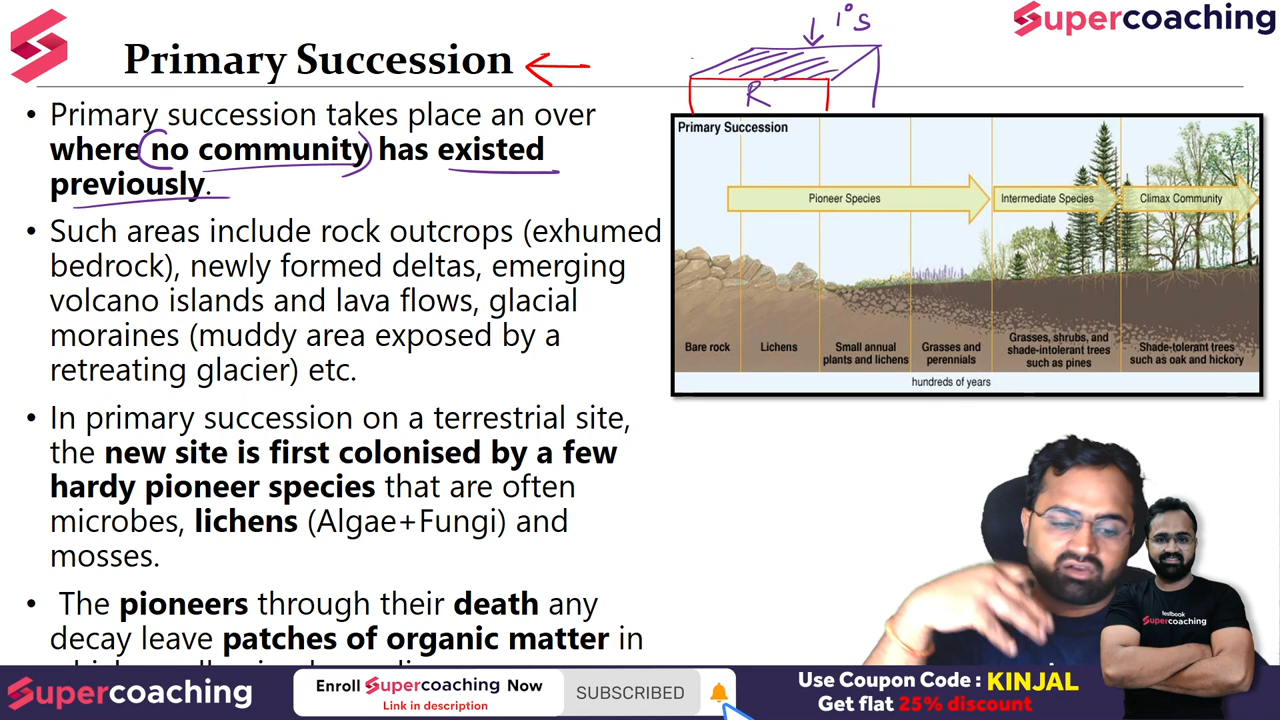 Supercoaching
1°S
Primary Succession
R
• Primary succession takes place an over
where no community has existed
previously.
• Such areas include rock outcrops (exhumed
bedrock), newly formed deltas, emerging
volcano islands and lava flows, glacial
moraines (muddy area exposed by a
retreating glacier) etc.
• In primary succession on a terrestrial site,
the new site is first colonised by a few
hardy pioneer species that are often
microbes, lichens (Algae+Fungi) and
mosses.
• The pioneers through their death any
decay leave patches of organic matter in
Primary Succession
Pioneer Species
Intermediate Species
Climax Community
Bare rock
Lichens
Small annual
plants and lichens
Grasses and
perennials
Grasses, shrubs, and
shade-intolerant trees
such as pines
Shade-tolerant trees
such as oak and hickory
hundreds of years
testbook
Supercoaching
Supercoaching
Enroll Supercoaching Now
Link in description
SUBSCRIBED
Use Coupon Code : KINJAL
Get flat 25% discount